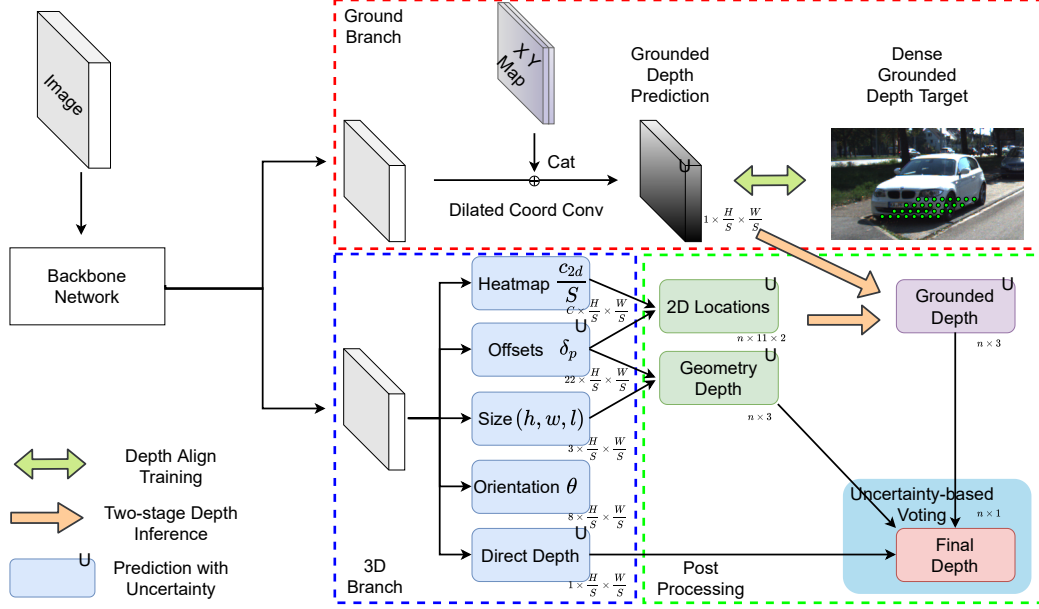 Image
Backbone
Network
Ground
Branch
X Y
Map
Cat
Dilated Coord Conv
Grounded
Depth
Prediction
U
1 × H/S × W/S
Dense
Grounded
Depth Target
Heatmap c_{2d}/S
C × H/S × W/S
U
Offsets δ_p
22 × H/S × W/S
Size (h, w, l)
3 × H/S × W/S
Orientation θ
8 × H/S × W/S
U
Direct Depth
1 × H/S × W/S
3D
Branch
U
2D Locations
n × 11 × 2
U
Geometry
Depth
n × 3
U
Grounded
Depth
n × 3
Uncertainty-based
Voting
n × 1
Final
Depth
Post
Processing
Depth Align
Training
Two-stage Depth
Inference
U
Prediction with
Uncertainty